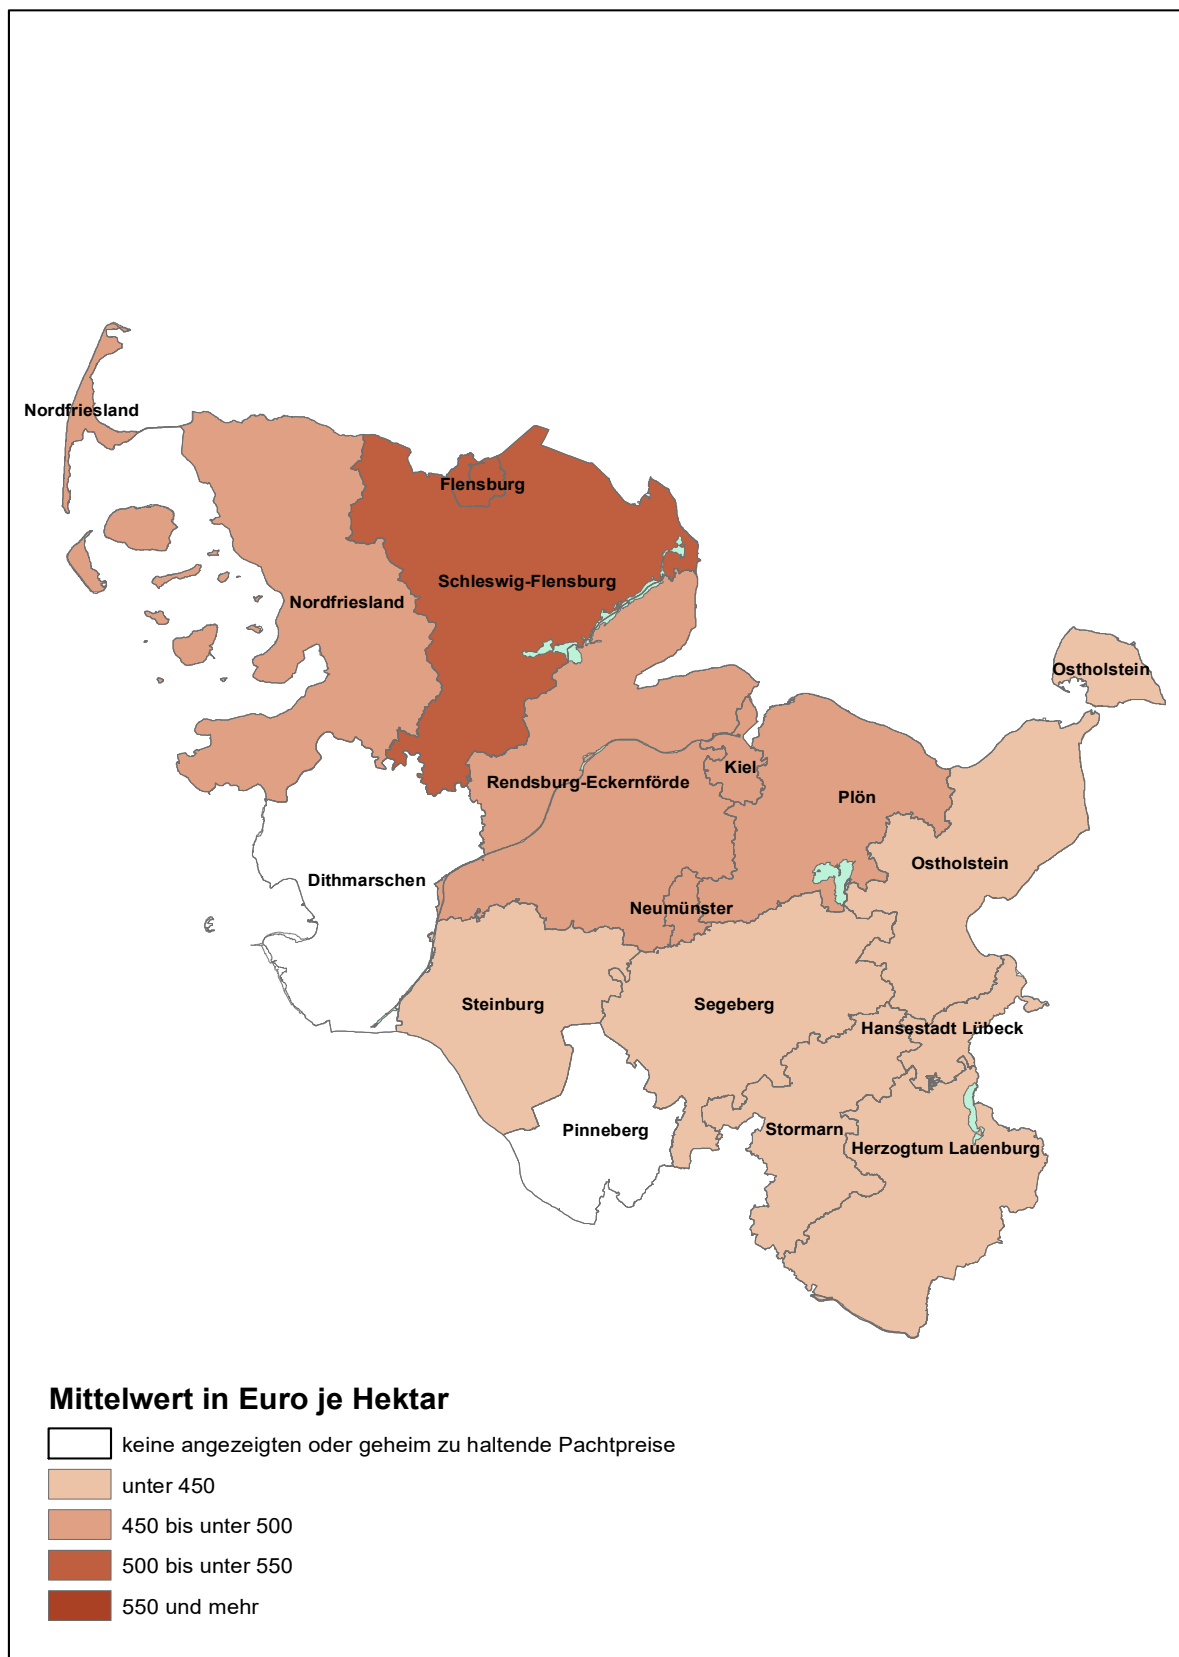 Nordfriesland
Flensburg
Schleswig-Flensburg
Nordfriesland
Ostholstein
Kiel
Rendsburg-Eckernförde
Plön
Ostholstein
Dithmarschen
Neumünster
Steinburg
Segeberg
Hansestadt Lübeck
Pinneberg
Stormarn
Herzogtum Lauenburg
Mittelwert in Euro je Hektar
keine angezeigten oder geheim zu haltende Pachtpreise
unter 450
450 bis unter 500
500 bis unter 550
550 und mehr